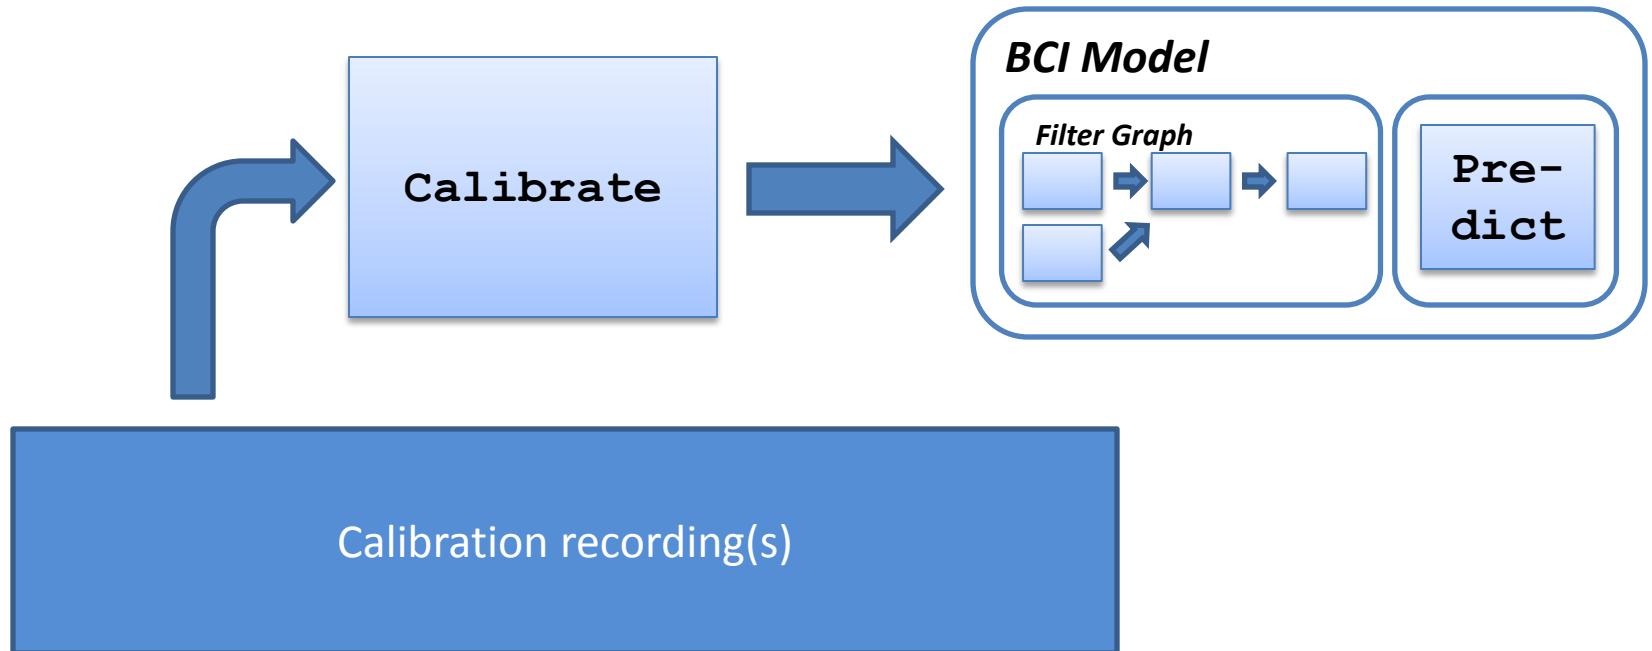 BCI Model
Filter Graph
Calibrate
Pre-
dict
Calibration recording(s)